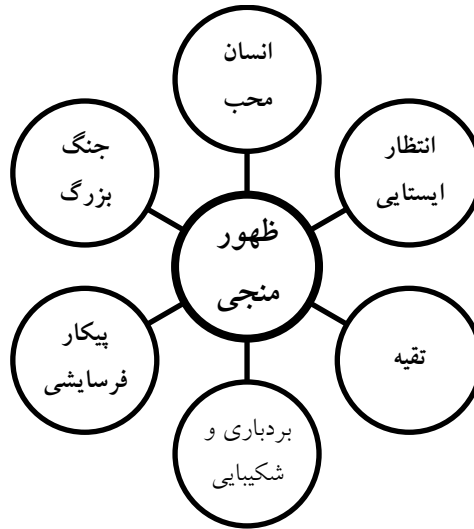 انسان
محب
انتظار
ایستایی
تقیه
بردباری و
شکیبایی
پیکار
فرسایشی
جنگ
بزرگ
ظهور
منجی